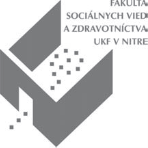 FAKULTA
SOCIÁLNYCH VIED
A ZDRAVOTNÍCTVA
UKF V NITRE